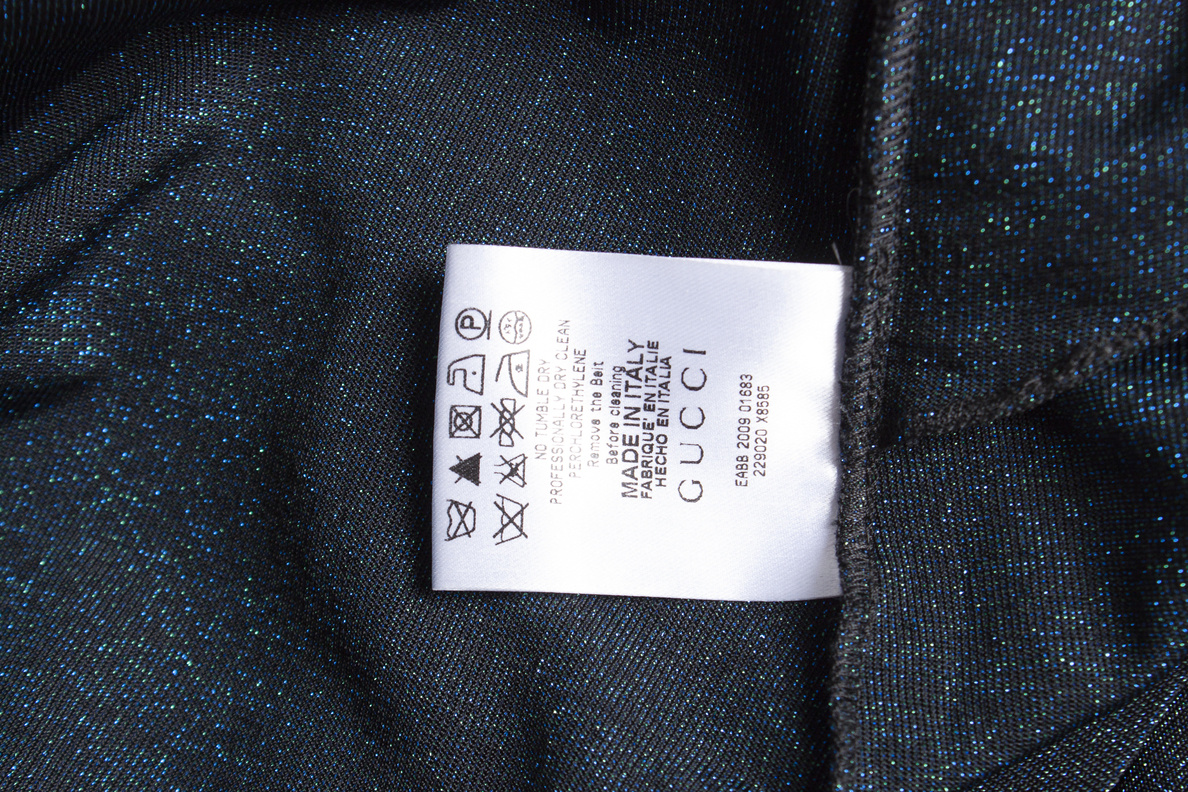 P
NO TUMBLE DRY
PROFESSIONALLY DRY CLEAN
PERCHLORETHYLENE
Remove the Belt
Before cleaning
MADE IN ITALY
FABRIQUE' EN ITALIE
HECHO EN ITALIA
GUCCI
EABB 2009 01683
229020 X8585